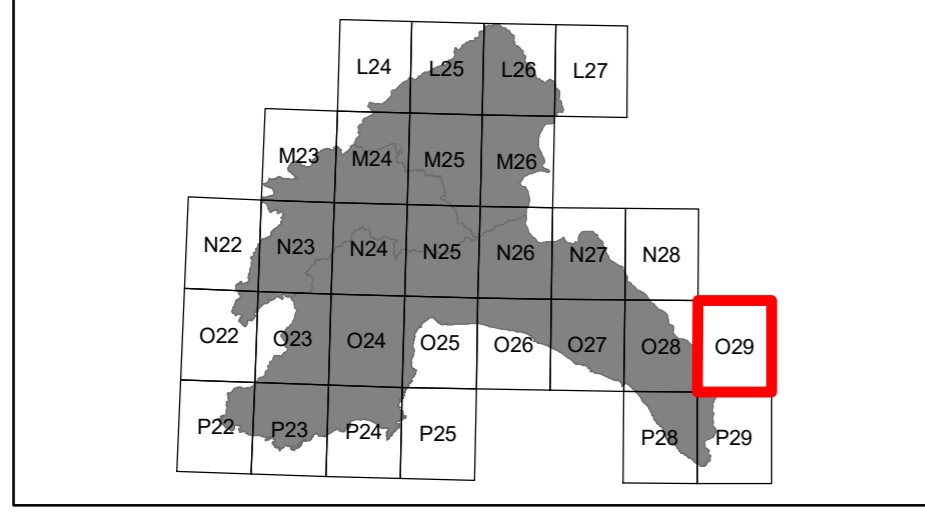 L24 L25 L26 L27
M23 M24 M25 M26
N22 N23 N24 N25 N26 N27 N28
O22 O23 O24 O25 O26 O27 O28 O29
P22 P23 P24 P25 P28 P29